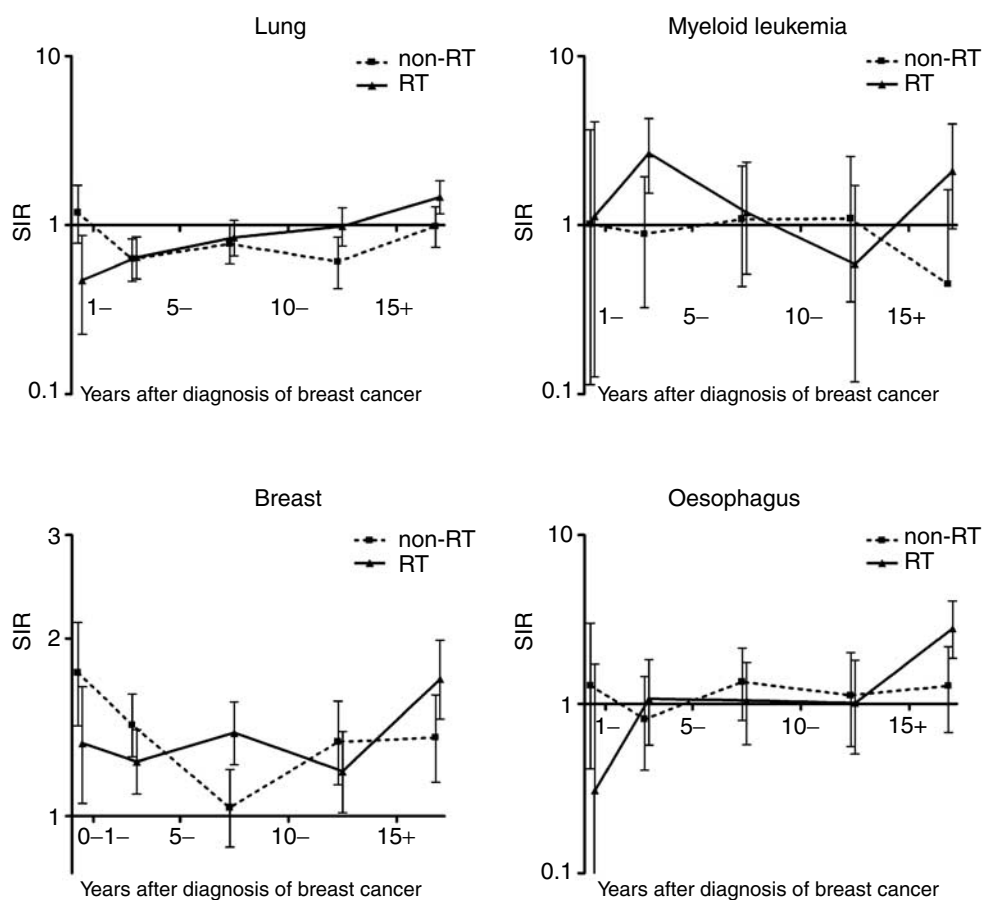 Lung
10
non-RT
RT
SIR
1
1– 5– 10– 15+
0.1
Years after diagnosis of breast cancer
Myeloid leukemia
10
non-RT
RT
SIR
1
1– 5– 10– 15+
0.1
Years after diagnosis of breast cancer
Breast
3
non-RT
RT
SIR
2
1
0–1– 5– 10– 15+
Years after diagnosis of breast cancer
Oesophagus
10
non-RT
RT
SIR
1
1– 5– 10– 15+
0.1
Years after diagnosis of breast cancer